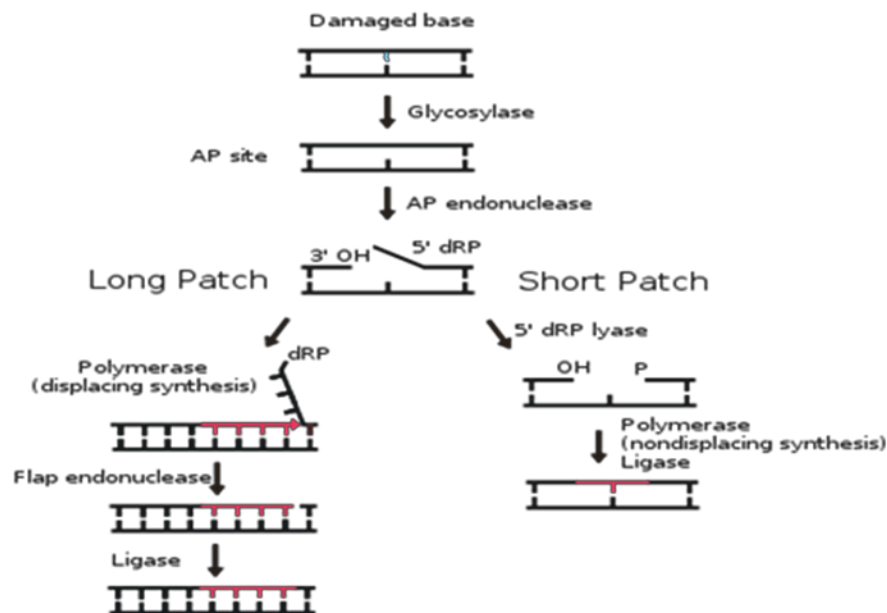 Damaged base
Glycosylase
AP site
AP endonuclease
3' OH
5' dRP
Long Patch
Short Patch
5' dRP lyase
dRP
Polymerase
(displacing synthesis)
OH
P
Polymerase
(nondisplacing synthesis)
Ligase
Flap endonuclease
Ligase